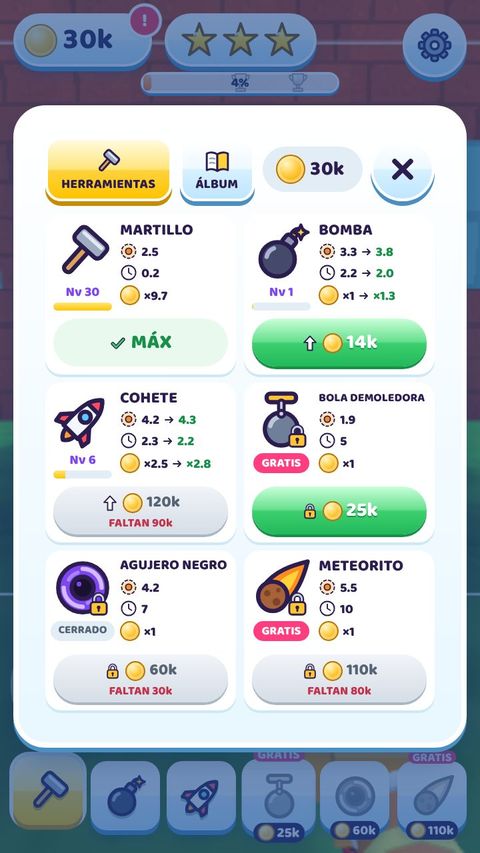 30k
!
4%
HERRAMIENTAS
ÁLBUM
30k
MARTILLO
2.5
0.2
Nv 30
×9.7
MÁX
BOMBA
3.3 → 3.8
2.2 → 2.0
Nv 1
×1 → ×1.3
14k
COHETE
4.2 → 4.3
2.3 → 2.2
Nv 6
×2.5 → ×2.8
120k
FALTAN 90k
BOLA DEMOLEDORA
1.9
5
GRATIS
×1
25k
AGUJERO NEGRO
4.2
7
CERRADO
×1
60k
FALTAN 30k
METEORITO
5.5
10
GRATIS
×1
110k
FALTAN 80k
GRATIS
GRATIS
25k
60k
110k